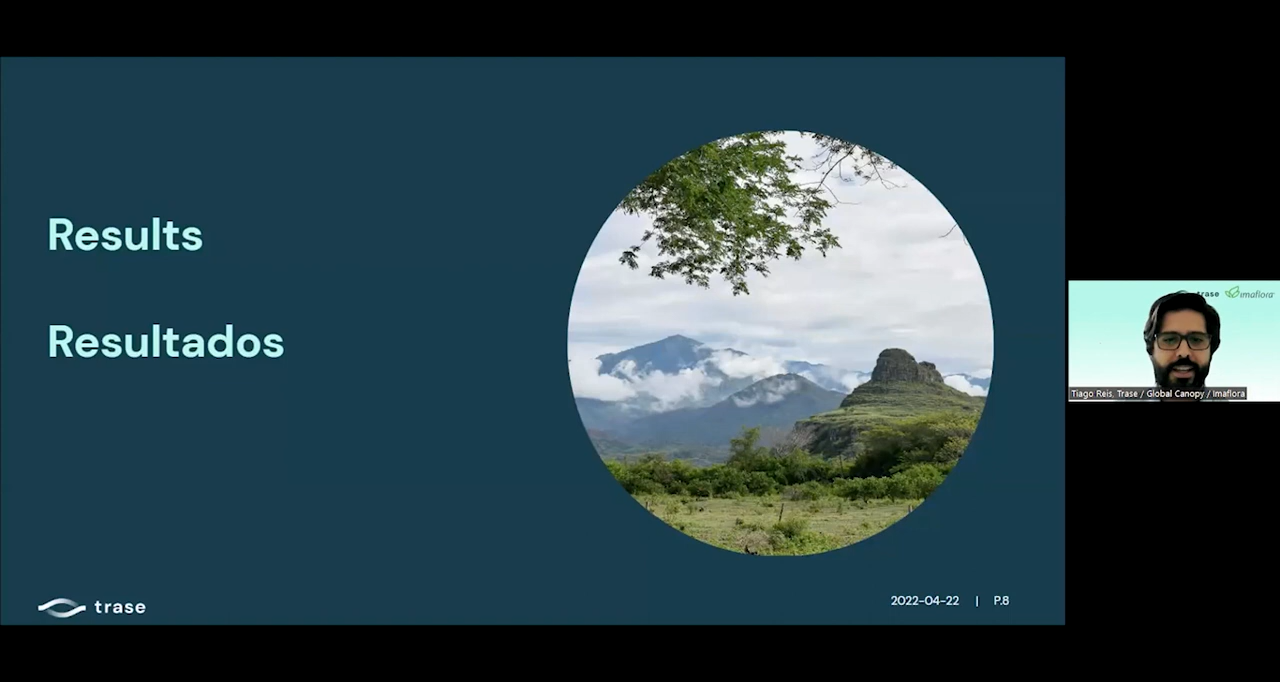 Results
Resultados
trase
2022-04-22 | P.8
trase imaflora
Tiago Reis, Trase / Global Canopy / Imaflora